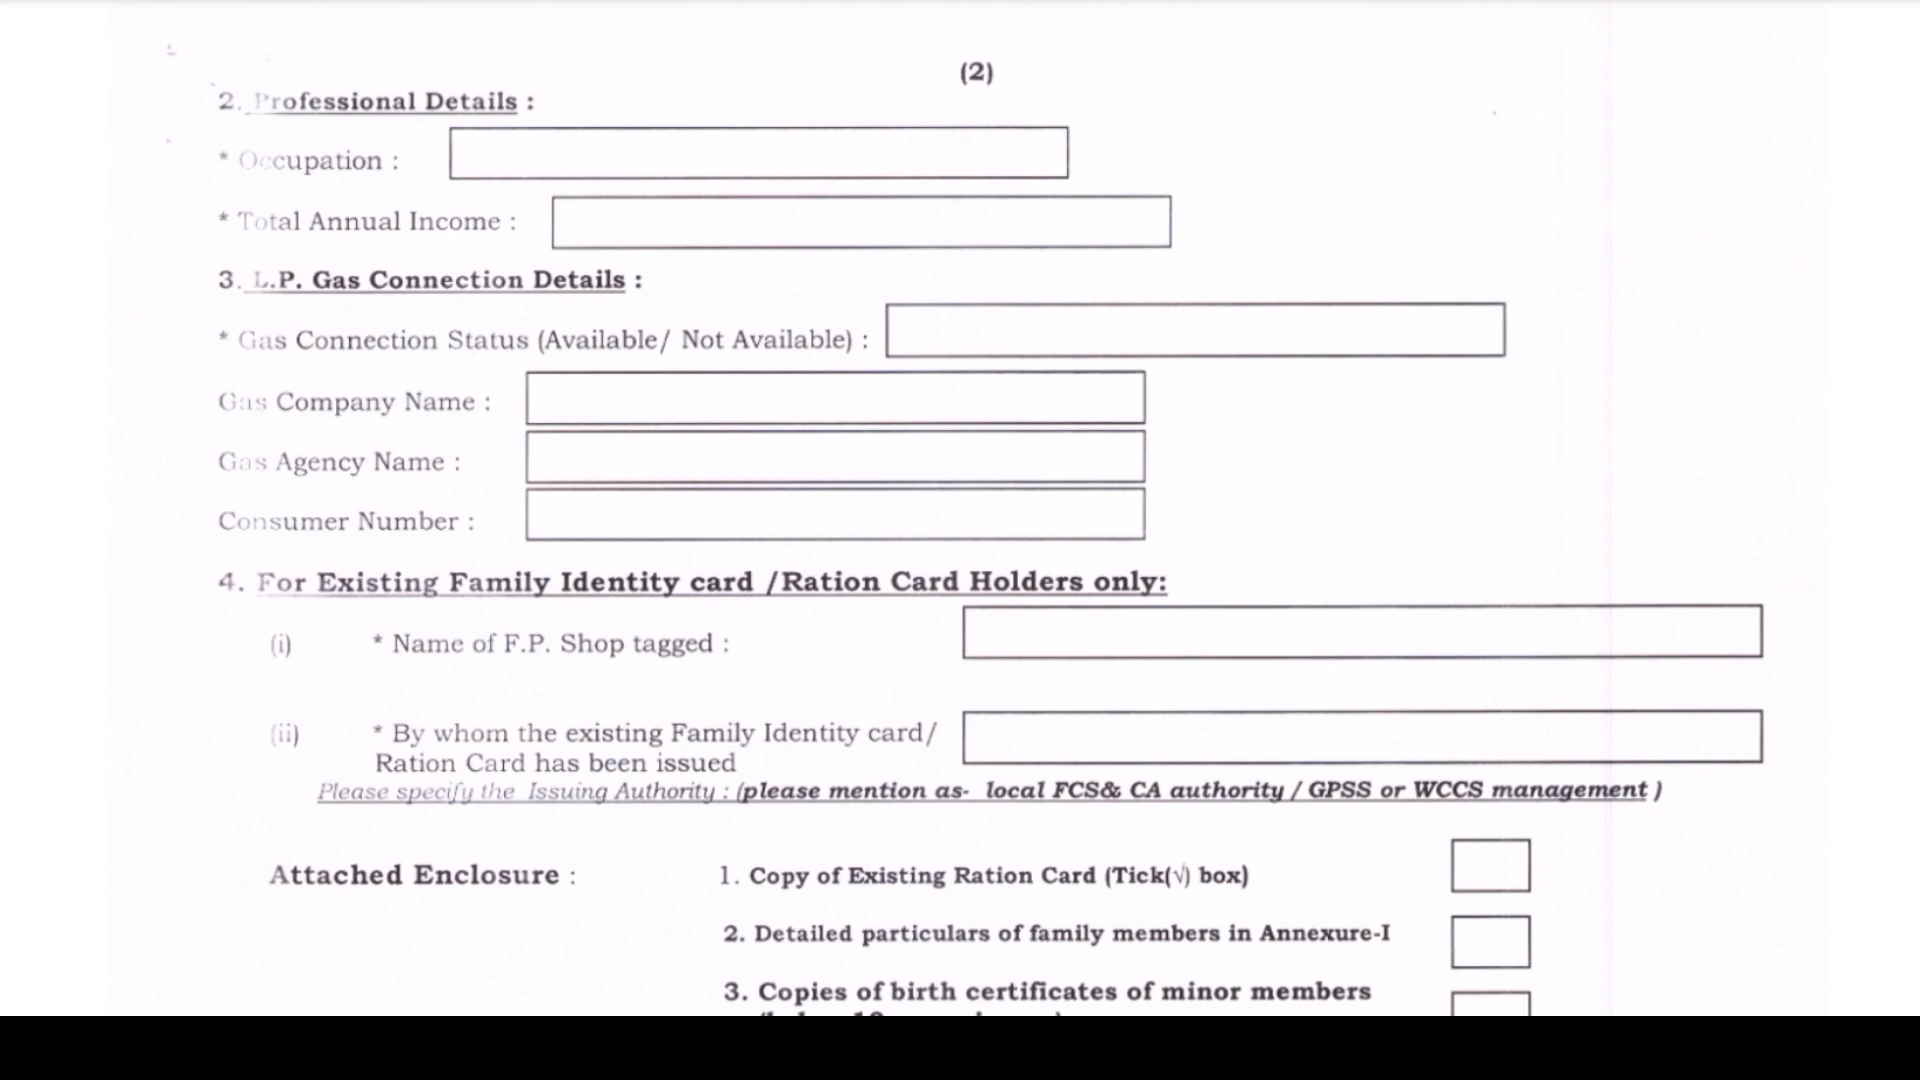 (2)
2. Professional Details :
* Occupation :
* Total Annual Income :
3. L.P. Gas Connection Details :
* Gas Connection Status (Available/ Not Available) :
Gas Company Name :
Gas Agency Name :
Consumer Number :
4. For Existing Family Identity card /Ration Card Holders only:
(i) * Name of F.P. Shop tagged :
(ii) * By whom the existing Family Identity card/
Ration Card has been issued
Please specify the Issuing Authority : (please mention as- local FCS& CA authority / GPSS or WCCS management )
Attached Enclosure : 1. Copy of Existing Ration Card (Tick(√) box)
2. Detailed particulars of family members in Annexure-I
3. Copies of birth certificates of minor members